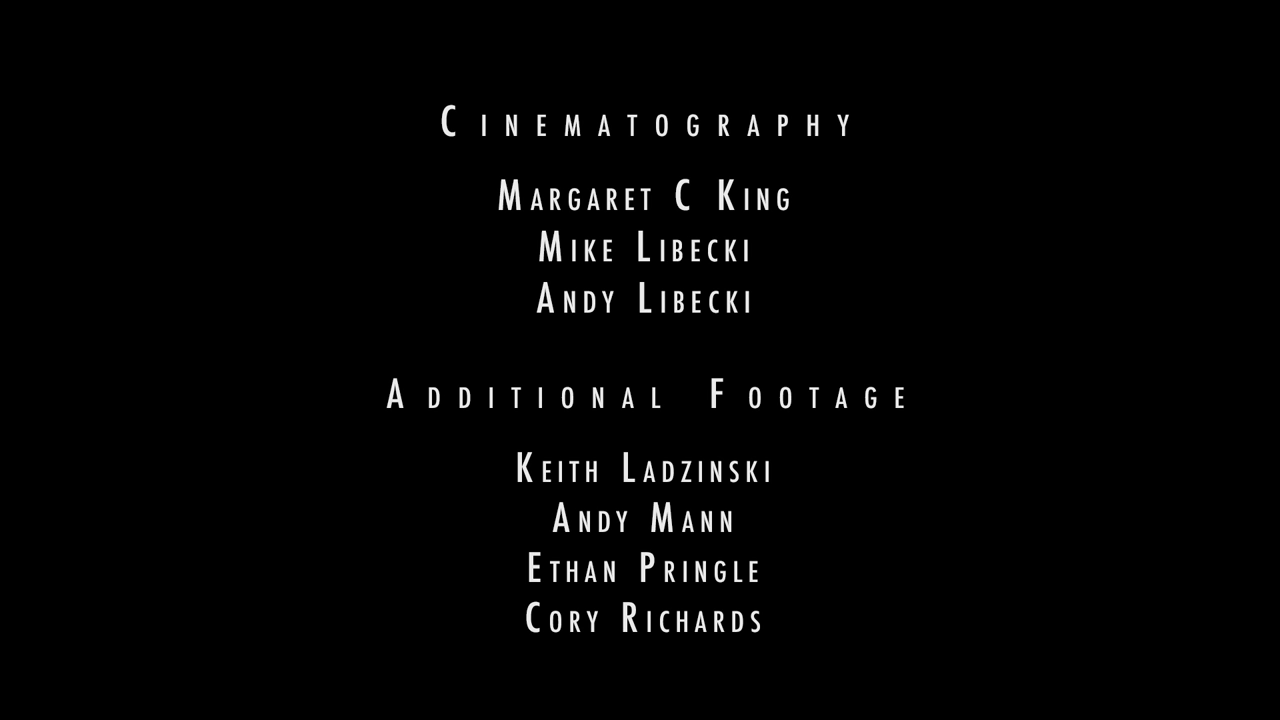 Cinematography
Margaret C King
Mike Libecki
Andy Libecki
Additional Footage
Keith Ladzinski
Andy Mann
Ethan Pringle
Cory Richards